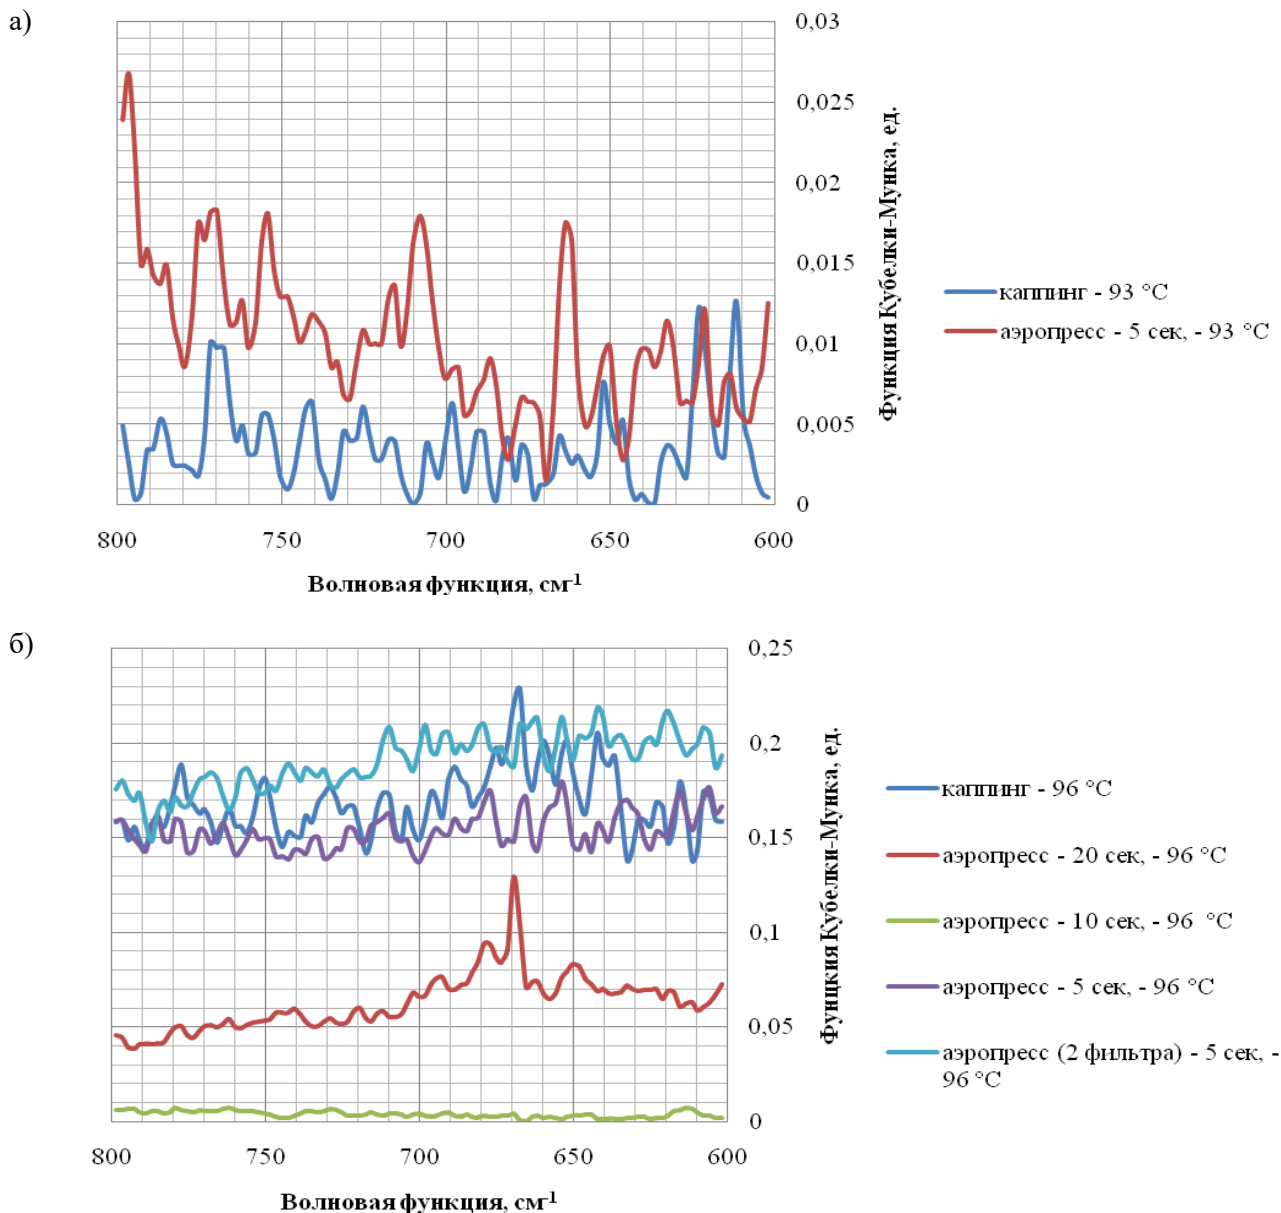 а)
0,03
0,025
0,02
0,015
0,01
0,005
0
Функция Кубелки-Мунка, ед.
800 750 700 650 600
Волновая функция, см-1
каппинг - 93 °C
аэропресс - 5 сек, - 93 °C
б)
0,25
0,2
0,15
0,1
0,05
0
Фунцкия Кубелки-Мунка, ед.
800 750 700 650 600
Волновая функция, см-1
каппинг - 96 °C
аэропресс - 20 сек, - 96 °C
аэропресс - 10 сек, - 96 °C
аэропресс - 5 сек, - 96 °C
аэропресс (2 фильтра) - 5 сек, -
96 °C